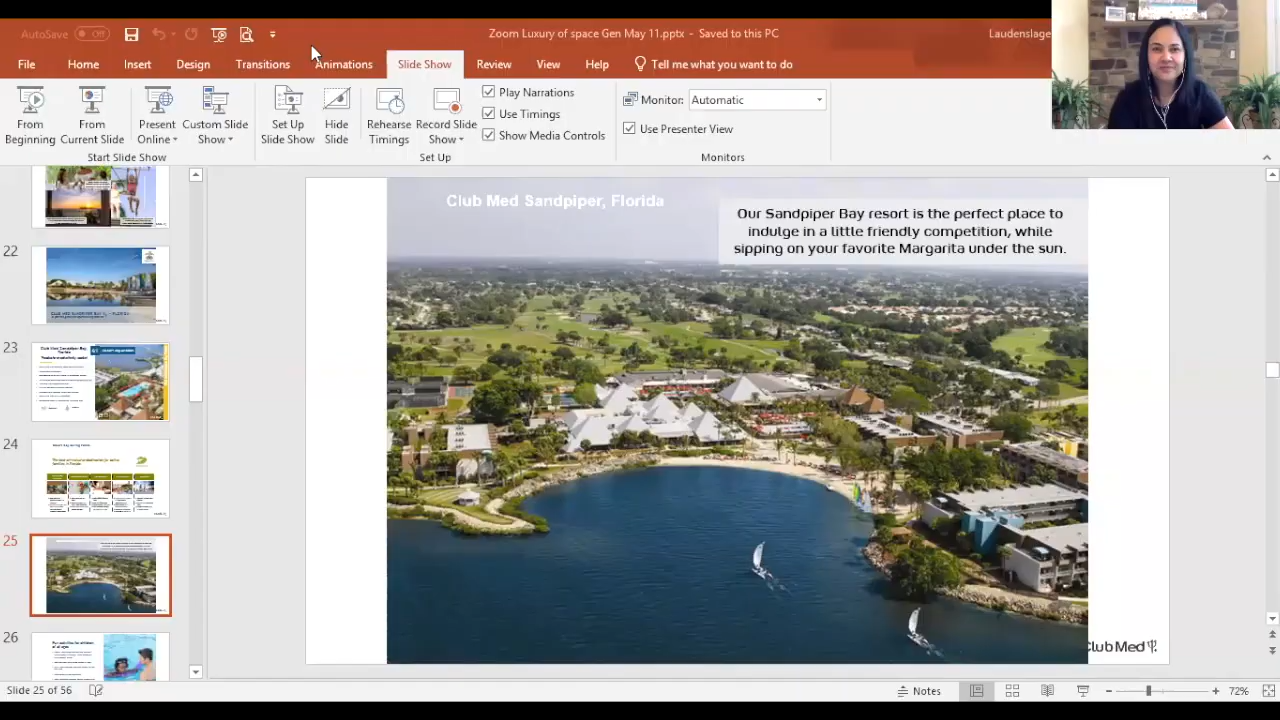 AutoSave Off
Zoom Luxury of space Gen May 11.pptx - Saved to this PC
Laudenslage
File Home Insert Design Transitions Animations Slide Show Review View Help Tell me what you want to do
From Beginning
From Current Slide
Present Online
Custom Slide Show
Set Up Slide Show
Hide Slide
Rehearse Timings
Record Slide Show
Play Narrations
Use Timings
Show Media Controls
Monitor: Automatic
Use Presenter View
Start Slide Show
Set Up
Monitors
22
23
24
25
26
Club Med Sandpiper, Florida
Our Sandpiper Bay resort is the perfect place to
indulge in a little friendly competition, while
sipping on your favorite Margarita under the sun.
Club Med
Slide 25 of 56
Notes
72%